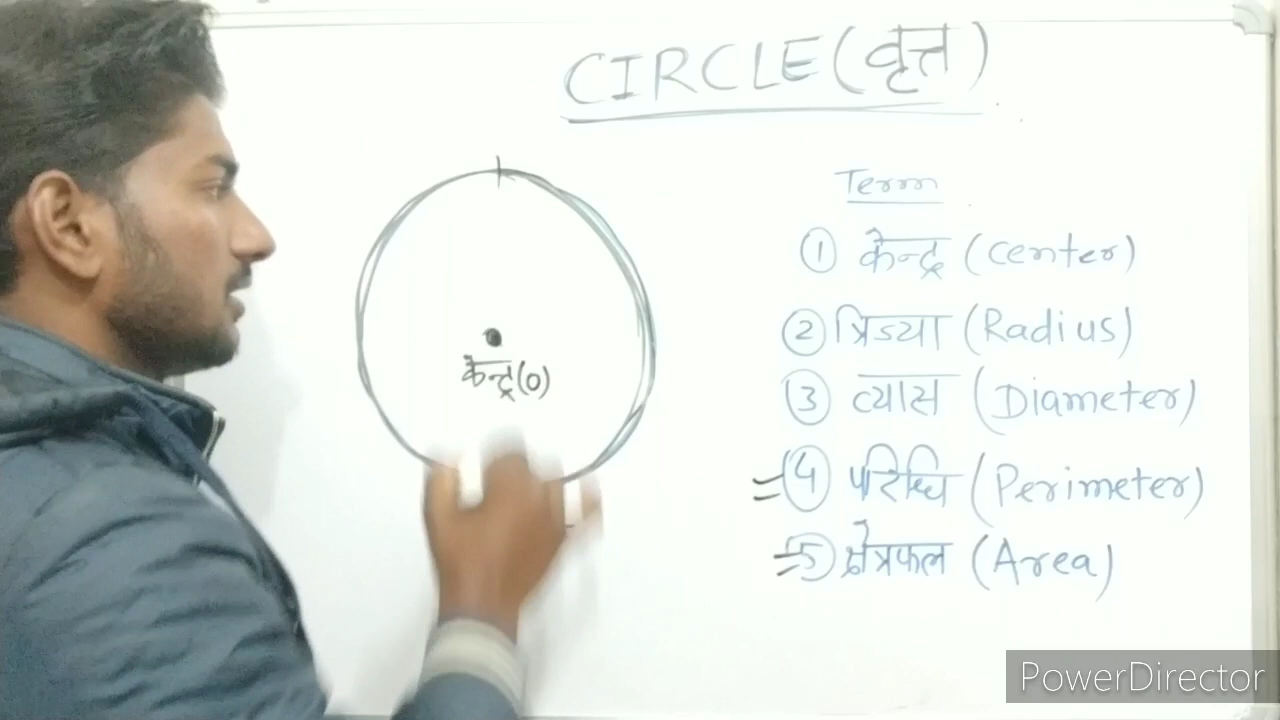 CIRCLE (वृत्त)
Term
① केन्द्र (center)
② त्रिज्या (Radius)
③ व्यास (Diameter)
④ परिधि (Perimeter)
⑤ क्षेत्रफल (Area)
केन्द्र (O)
PowerDirector